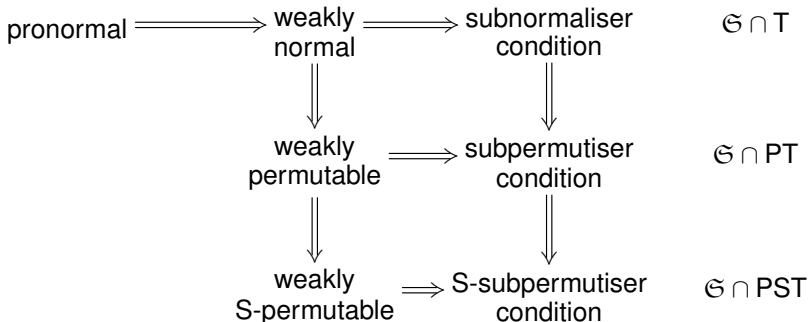 pronormal
weakly
normal
subnormaliser
condition
𝔖 ∩ T
weakly
permutable
subpermutiser
condition
𝔖 ∩ PT
weakly
S-permutable
S-subpermutiser
condition
𝔖 ∩ PST